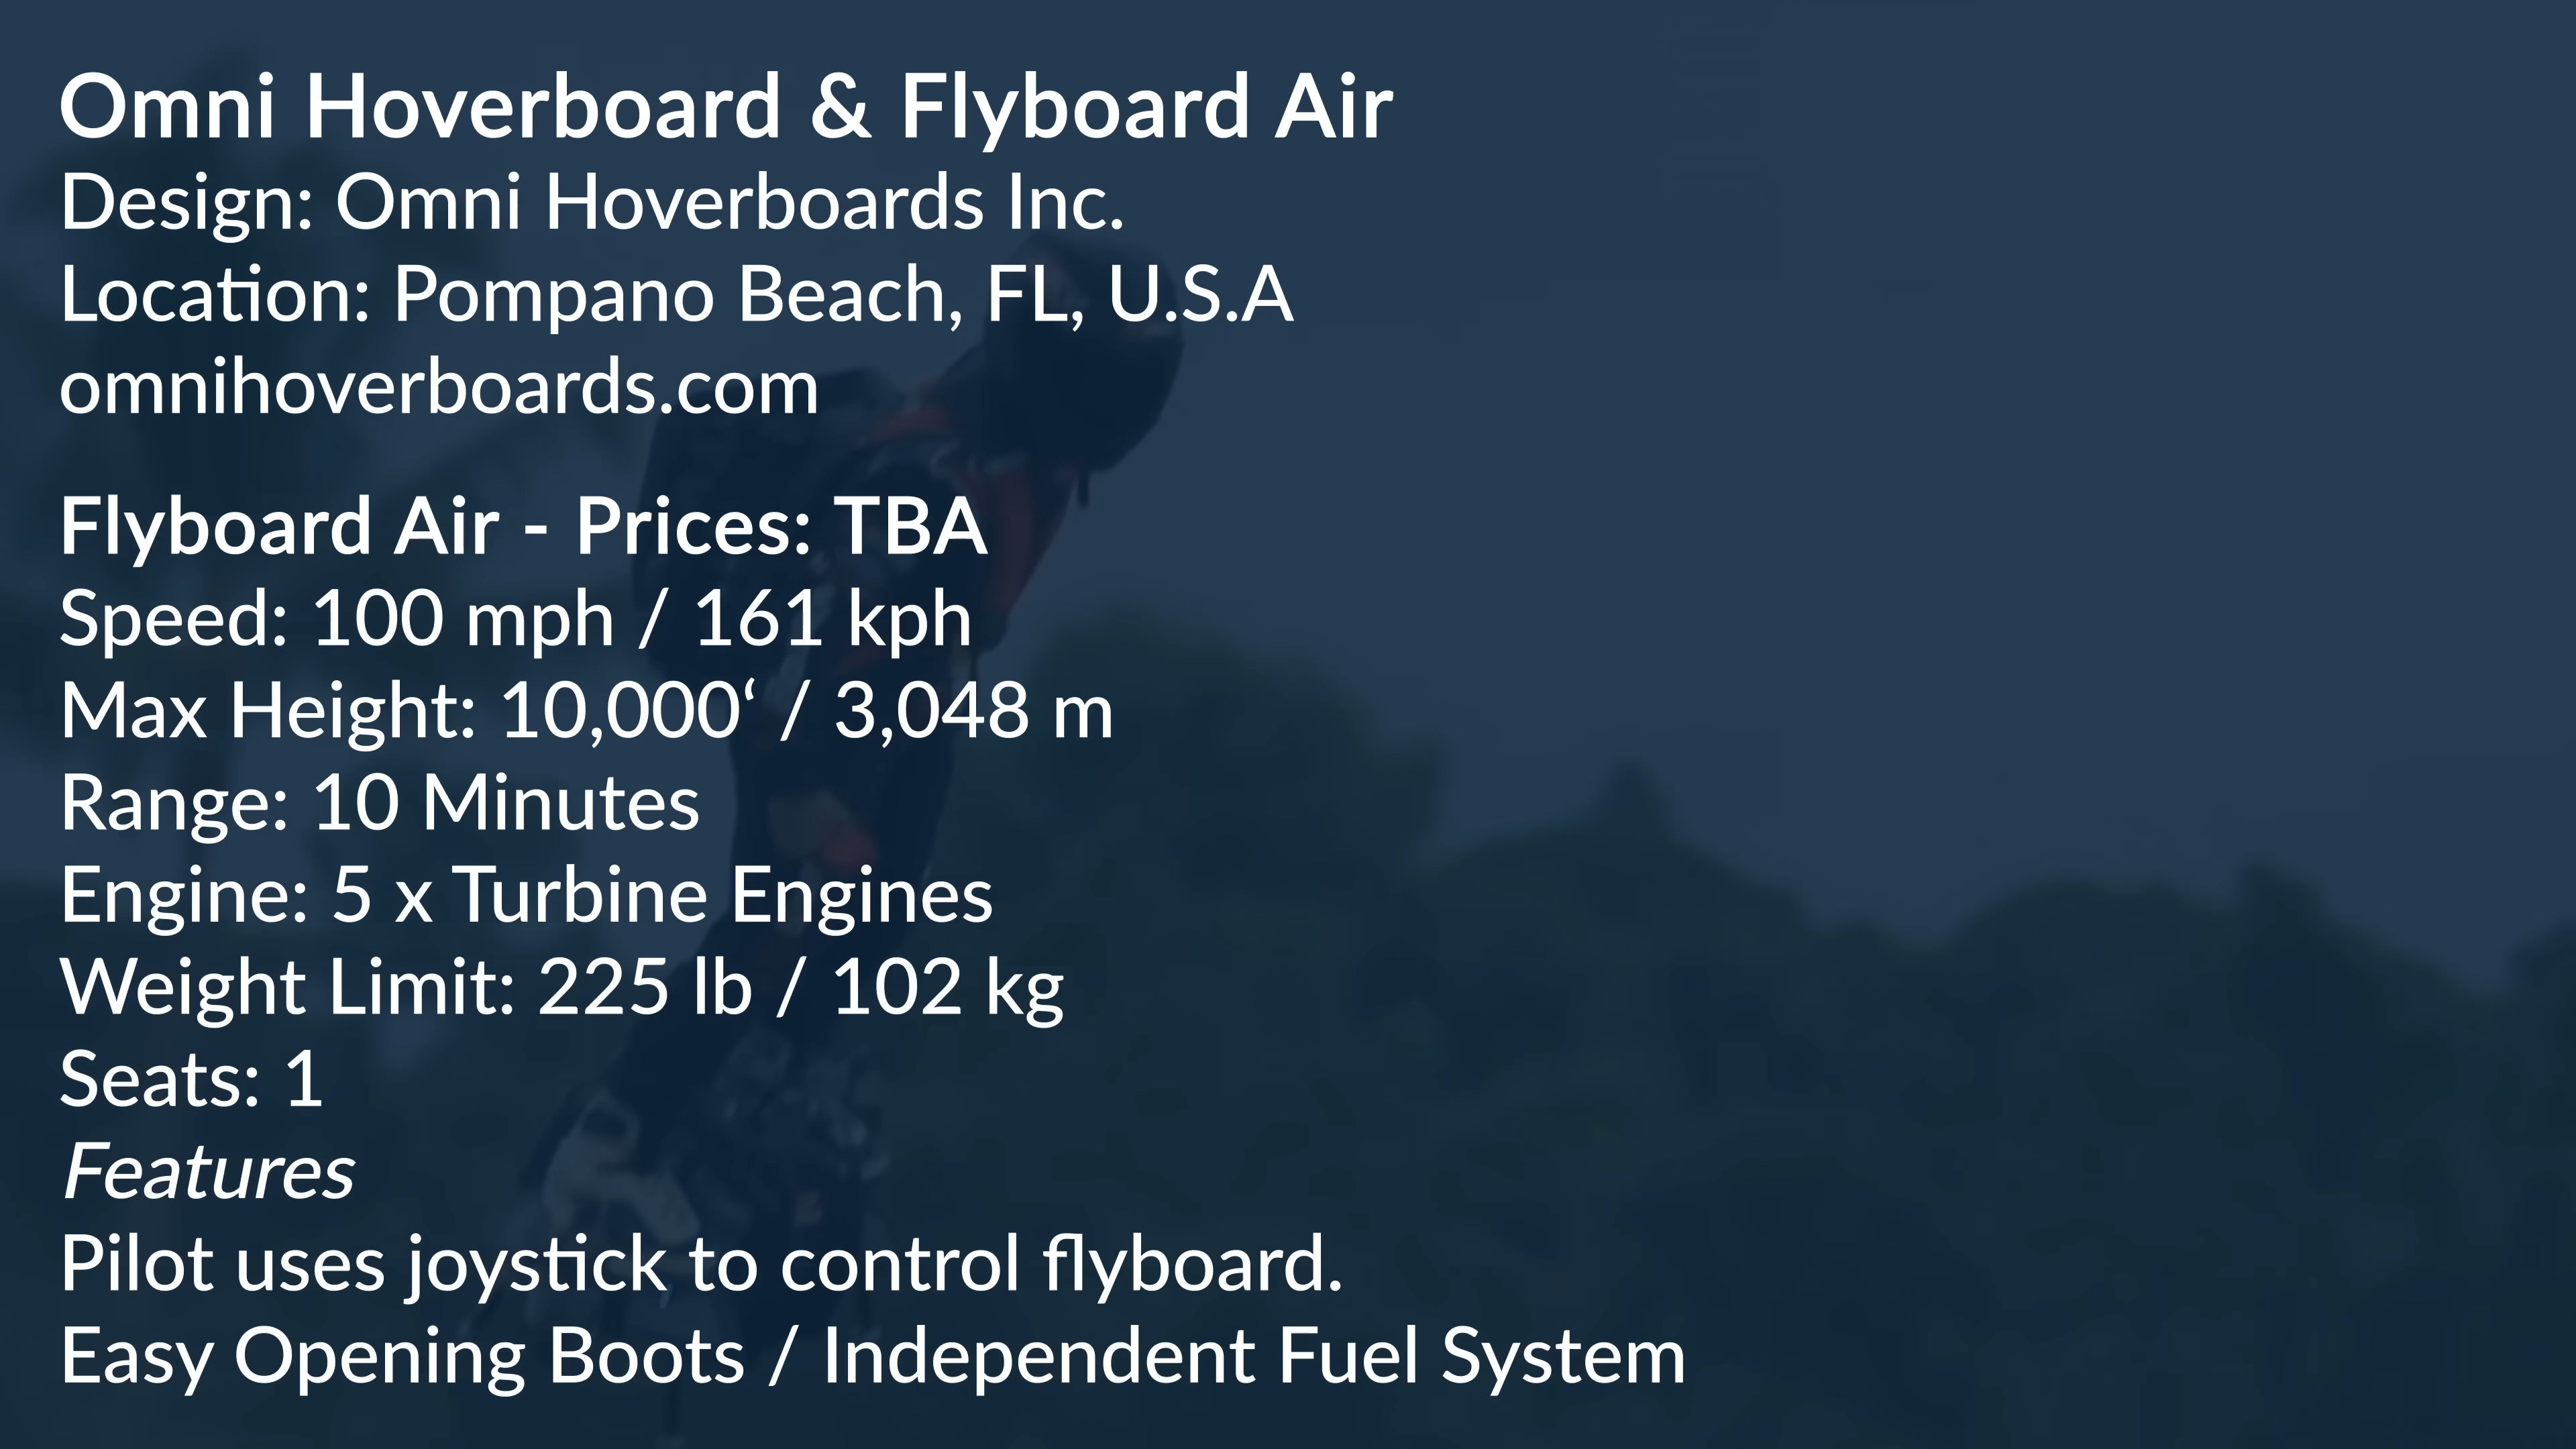 Omni Hoverboard & Flyboard Air
Design: Omni Hoverboards Inc.
Location: Pompano Beach, FL, U.S.A
omnihoverboards.com
Flyboard Air - Prices: TBA
Speed: 100 mph / 161 kph
Max Height: 10,000‘ / 3,048 m
Range: 10 Minutes
Engine: 5 x Turbine Engines
Weight Limit: 225 lb / 102 kg
Seats: 1
Features
Pilot uses joystick to control flyboard.
Easy Opening Boots / Independent Fuel System